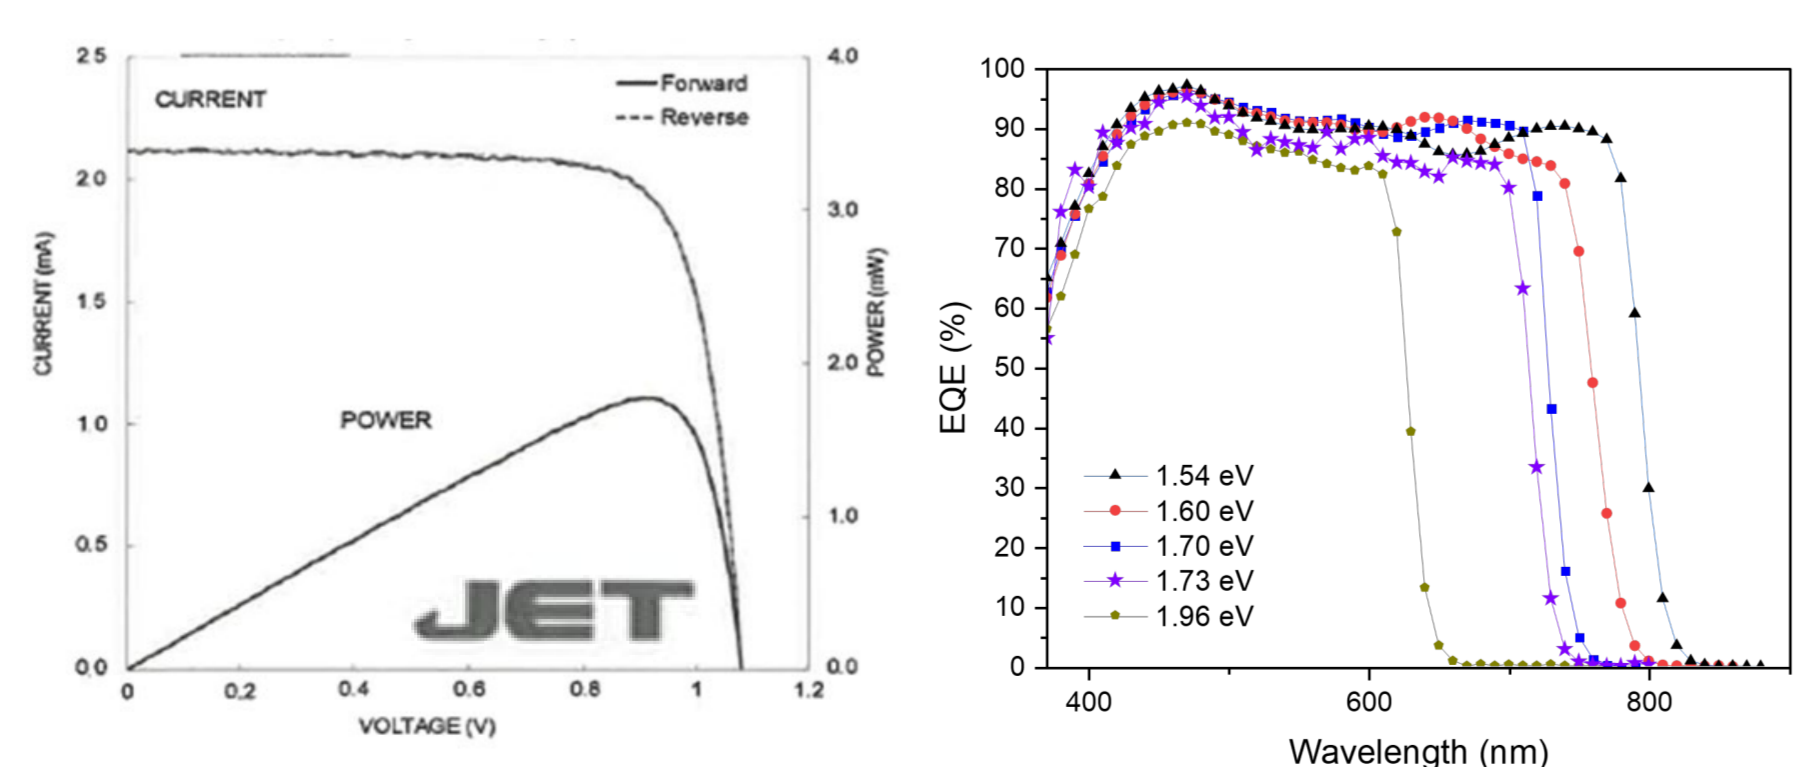 CURRENT
Forward
Reverse
POWER
JET
2.5
2.0
1.5
1.0
0.5
0.0
4.0
3.0
2.0
1.0
0.0
0
0.2
0.4
0.6
0.8
1
1.2
CURRENT (mA)
POWER (mW)
VOLTAGE (V)
100
90
80
70
60
50
40
30
20
10
0
EQE (%)
1.54 eV
1.60 eV
1.70 eV
1.73 eV
1.96 eV
400
600
800
Wavelength (nm)